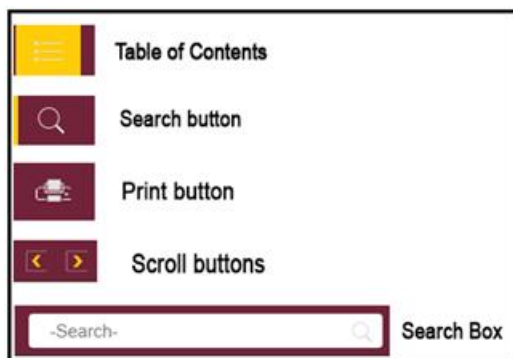 Table of Contents
Search button
Print button
Scroll buttons
-Search- Search Box